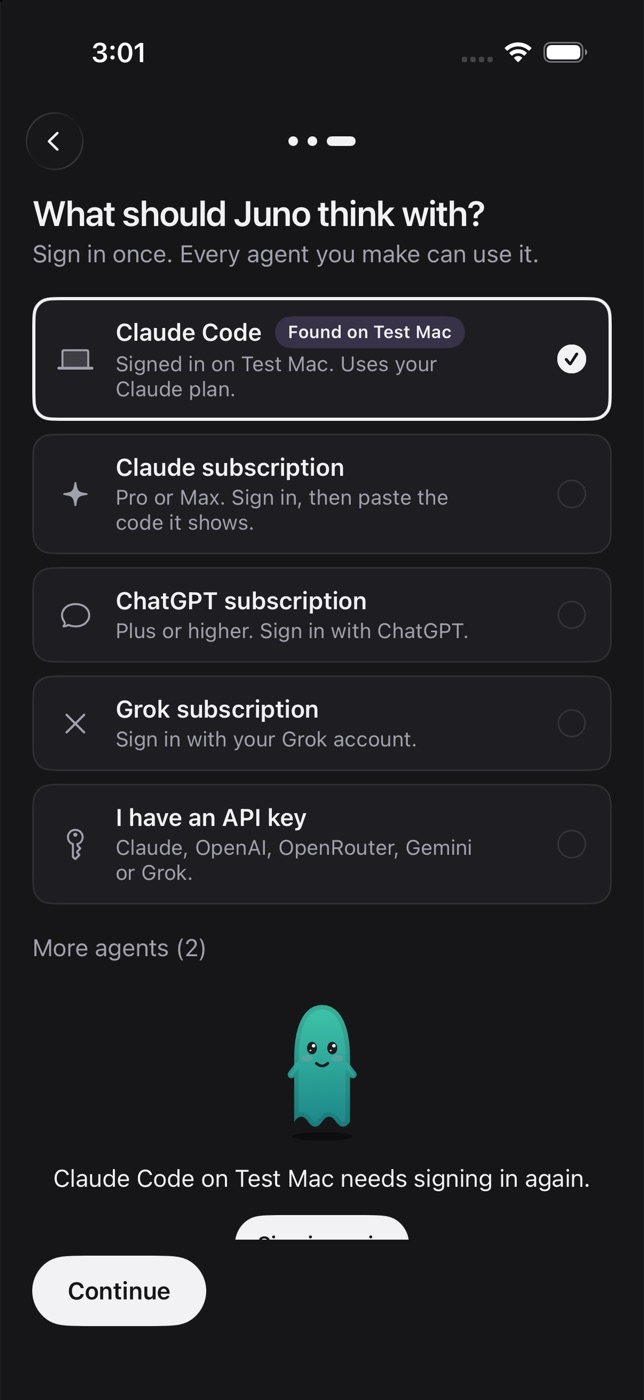 3:01
What should Juno think with?
Sign in once. Every agent you make can use it.
Claude Code
Found on Test Mac
Signed in on Test Mac. Uses your
Claude plan.
Claude subscription
Pro or Max. Sign in, then paste the
code it shows.
ChatGPT subscription
Plus or higher. Sign in with ChatGPT.
Grok subscription
Sign in with your Grok account.
I have an API key
Claude, OpenAI, OpenRouter, Gemini
or Grok.
More agents (2)
Claude Code on Test Mac needs signing in again.
Continue